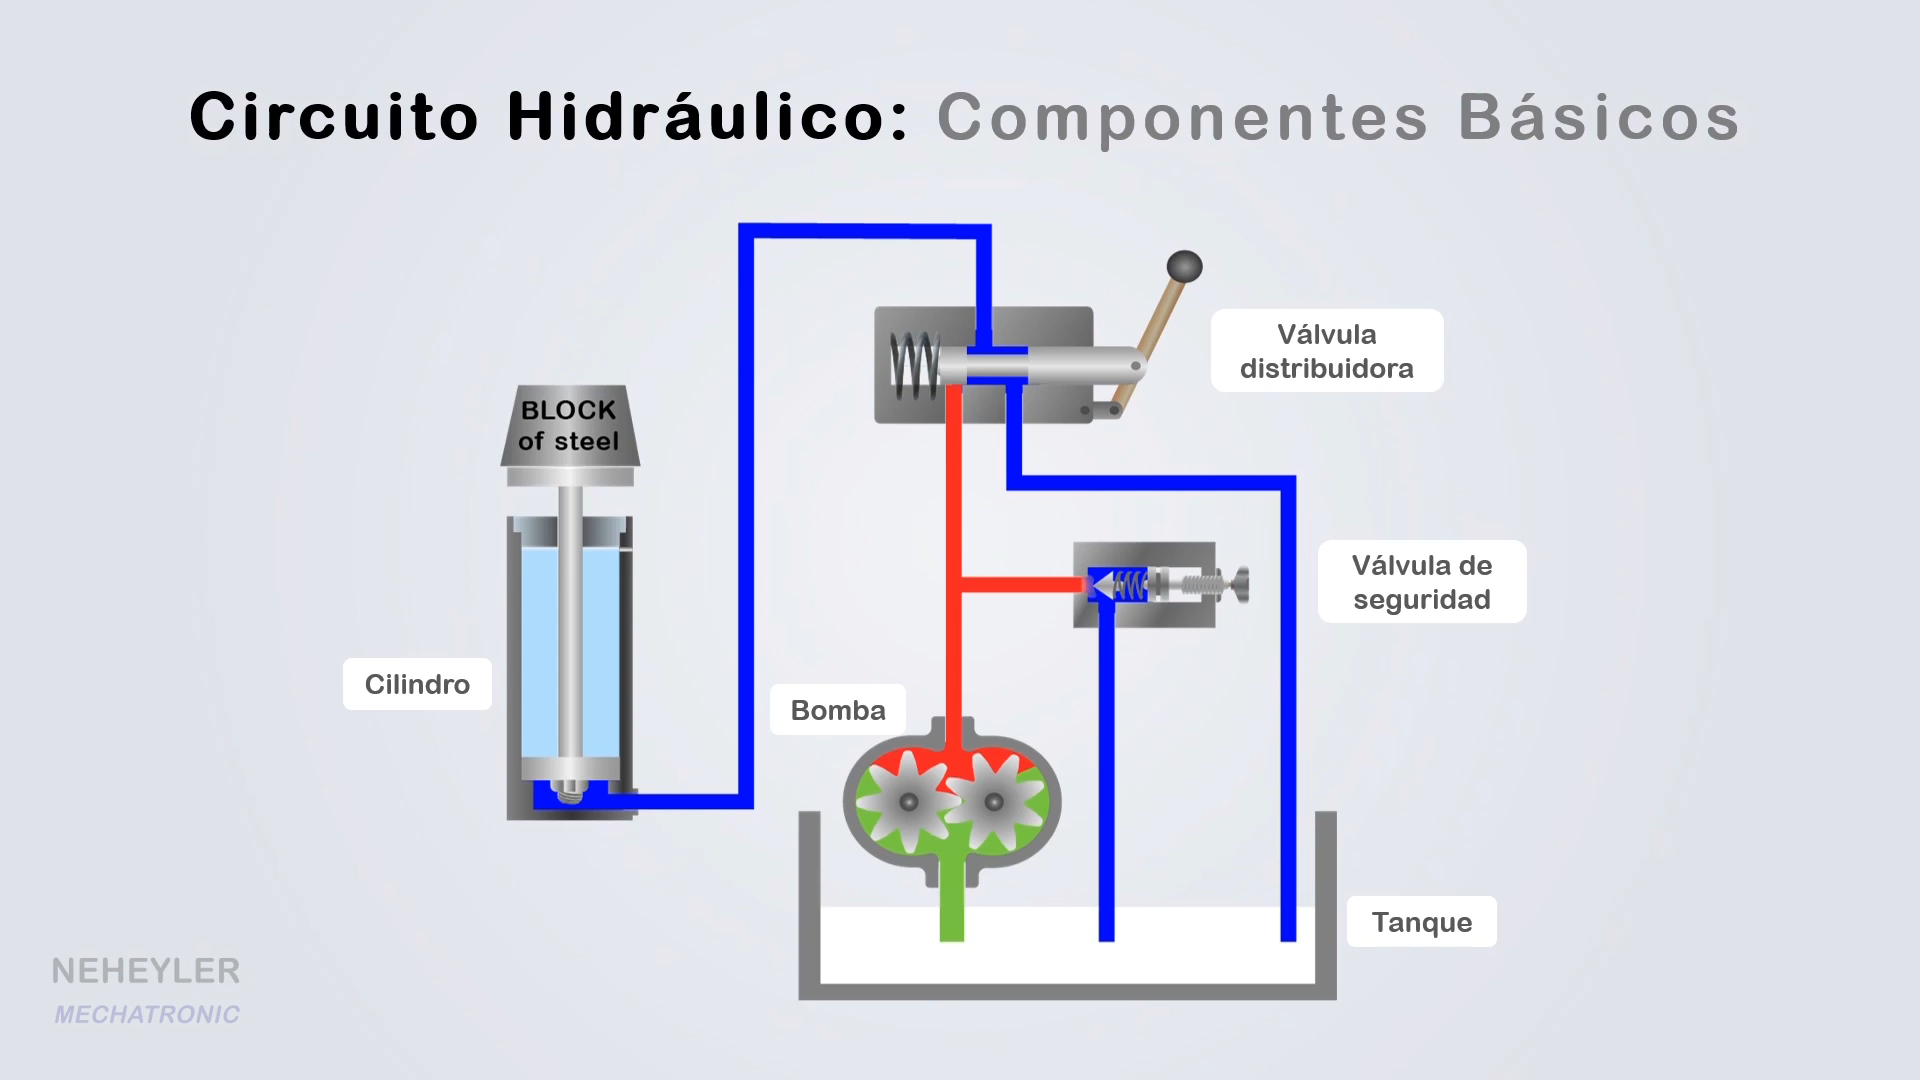 Circuito Hidráulico: Componentes Básicos
Válvula
distribuidora
BLOCK
of steel
Válvula de
seguridad
Cilindro
Bomba
Tanque
NEHEYLER
MECHATRONIC